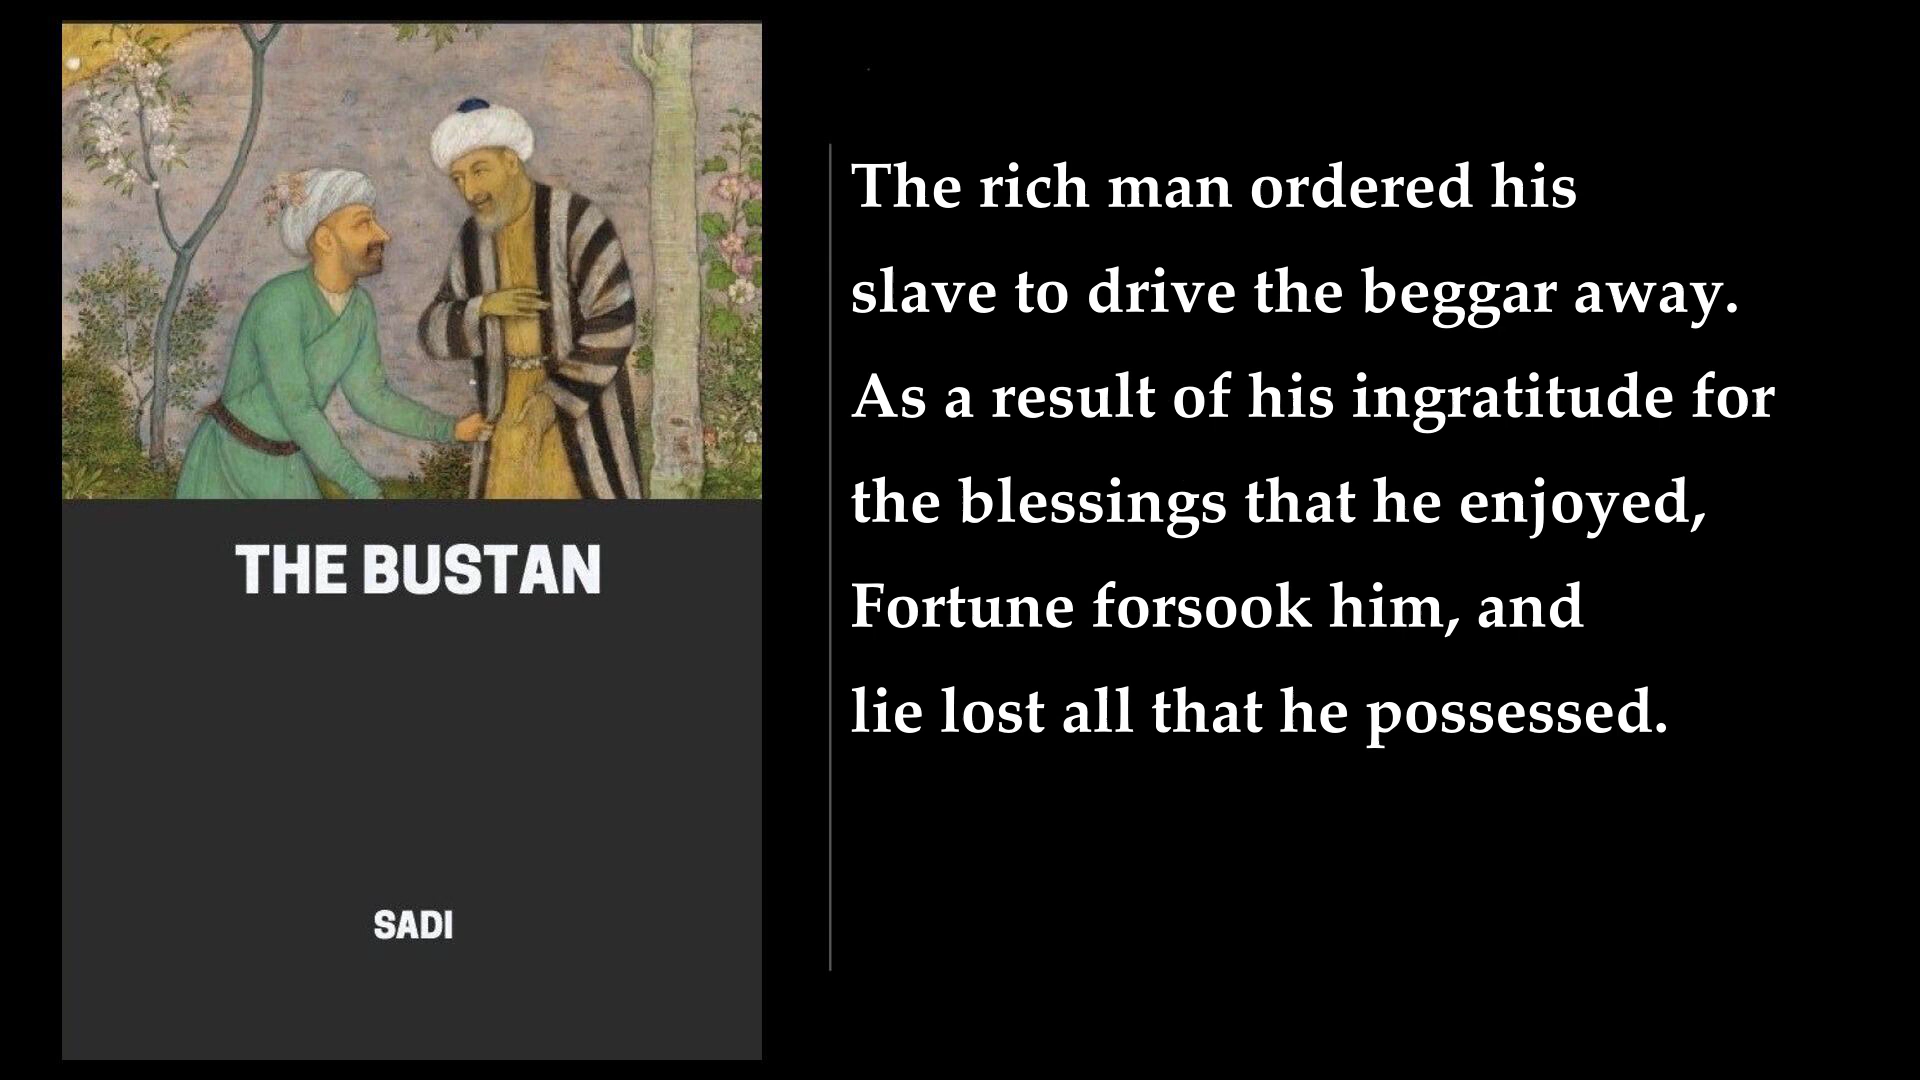 THE BUSTAN
SADI
The rich man ordered his
slave to drive the beggar away.
As a result of his ingratitude for
the blessings that he enjoyed,
Fortune forsook him, and
lie lost all that he possessed.